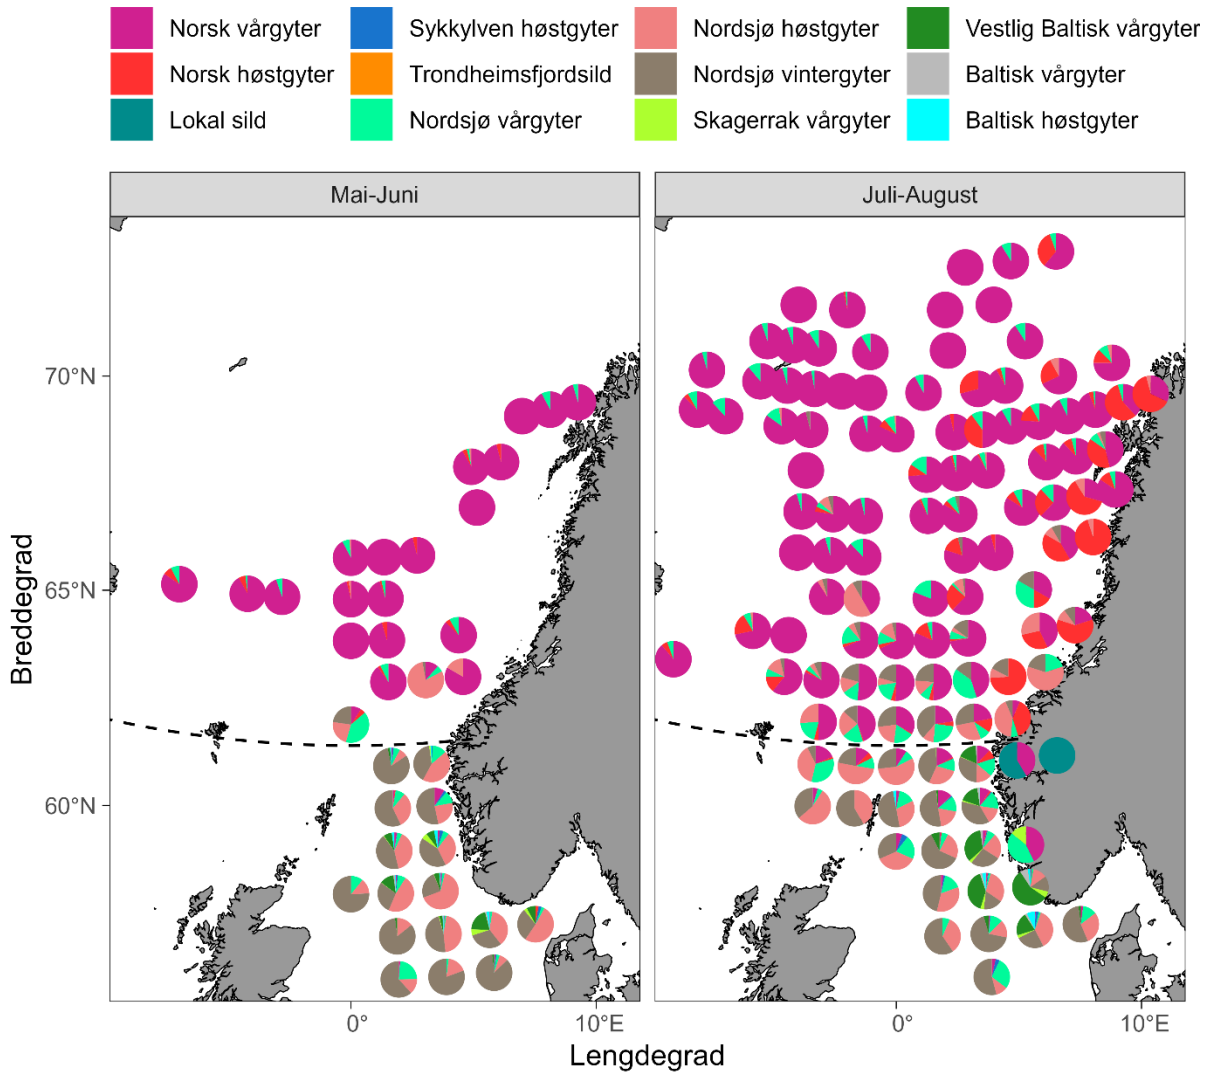 Norsk vårgyter Sykkylven høstgyter Nordsjø høstgyter Vestlig Baltisk vårgyter
Norsk høstgyter Trondheimsfjordsild Nordsjø vintergyter Baltisk vårgyter
Lokal sild Nordsjø vårgyter Skagerrak vårgyter Baltisk høstgyter
Mai-Juni Juli-August
70°N
65°N
60°N
Breddegrad
0° 10°E 0° 10°E
Lengdegrad